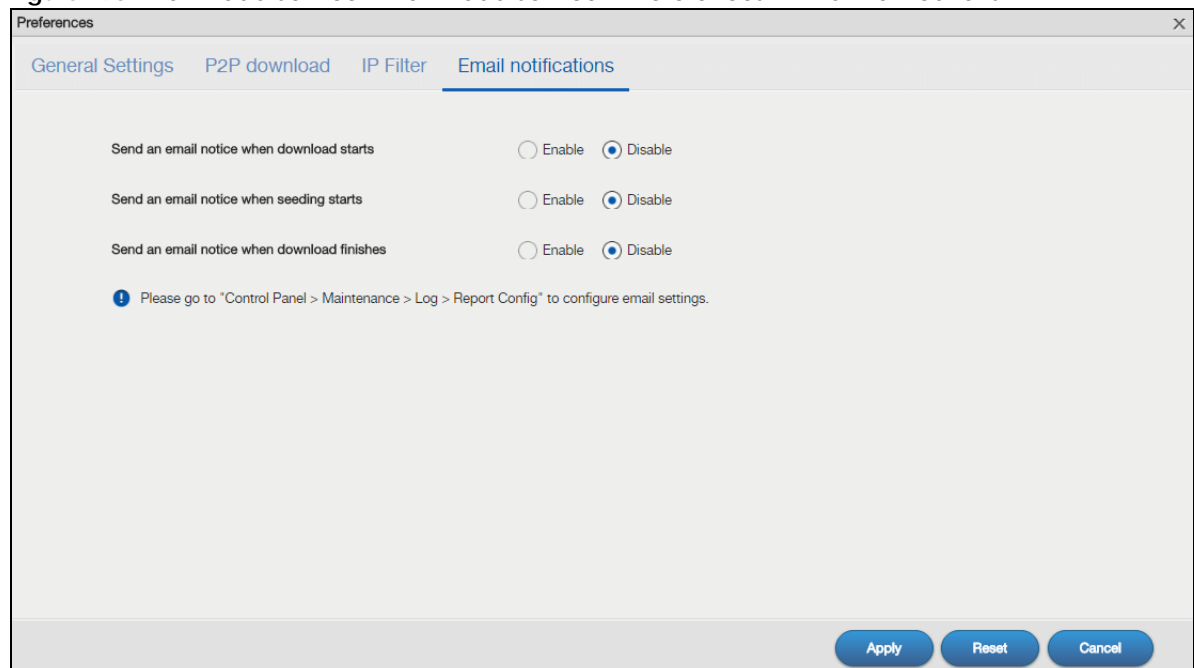 Preferences
General Settings P2P download IP Filter Email notifications
Send an email notice when download starts Enable Disable
Send an email notice when seeding starts Enable Disable
Send an email notice when download finishes Enable Disable
! Please go to "Control Panel > Maintenance > Log > Report Config" to configure email settings.
Apply Reset Cancel